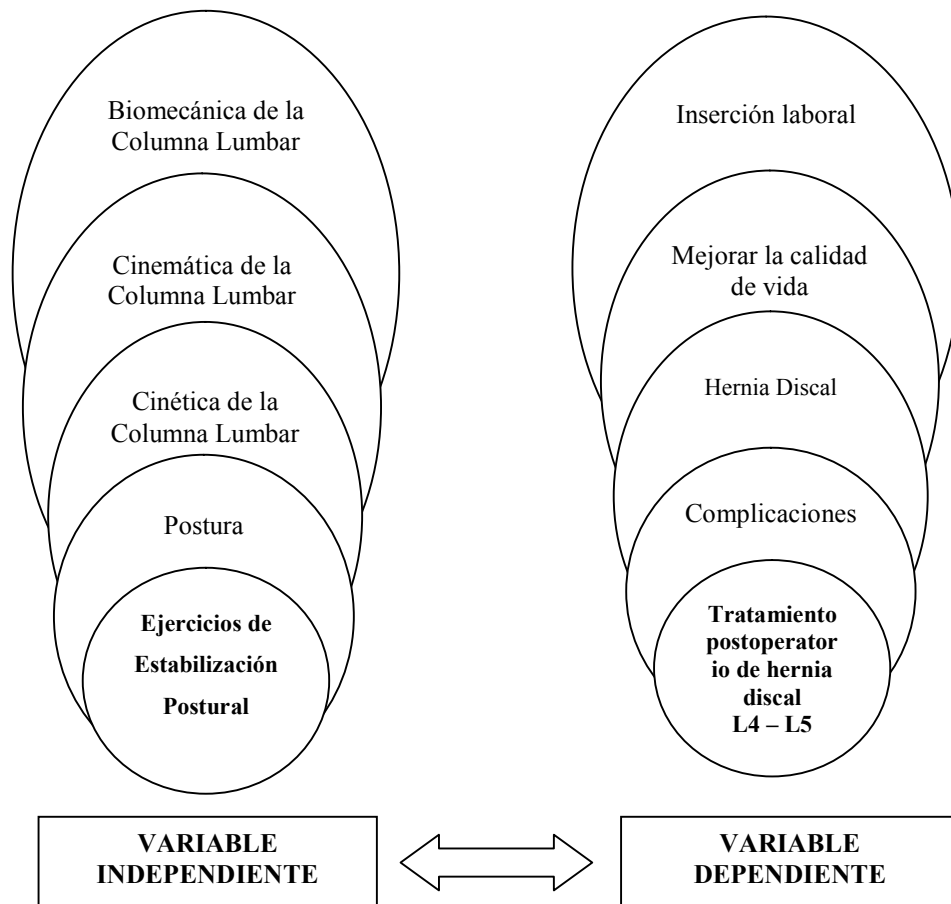 Biomecánica de la
Columna Lumbar
Cinemática de la
Columna Lumbar
Cinética de la
Columna Lumbar
Postura
Ejercicios de
Estabilización
Postural
VARIABLE
INDEPENDIENTE
Inserción laboral
Mejorar la calidad
de vida
Hernia Discal
Complicaciones
Tratamiento
postoperator
io de hernia
discal
L4 – L5
VARIABLE
DEPENDIENTE